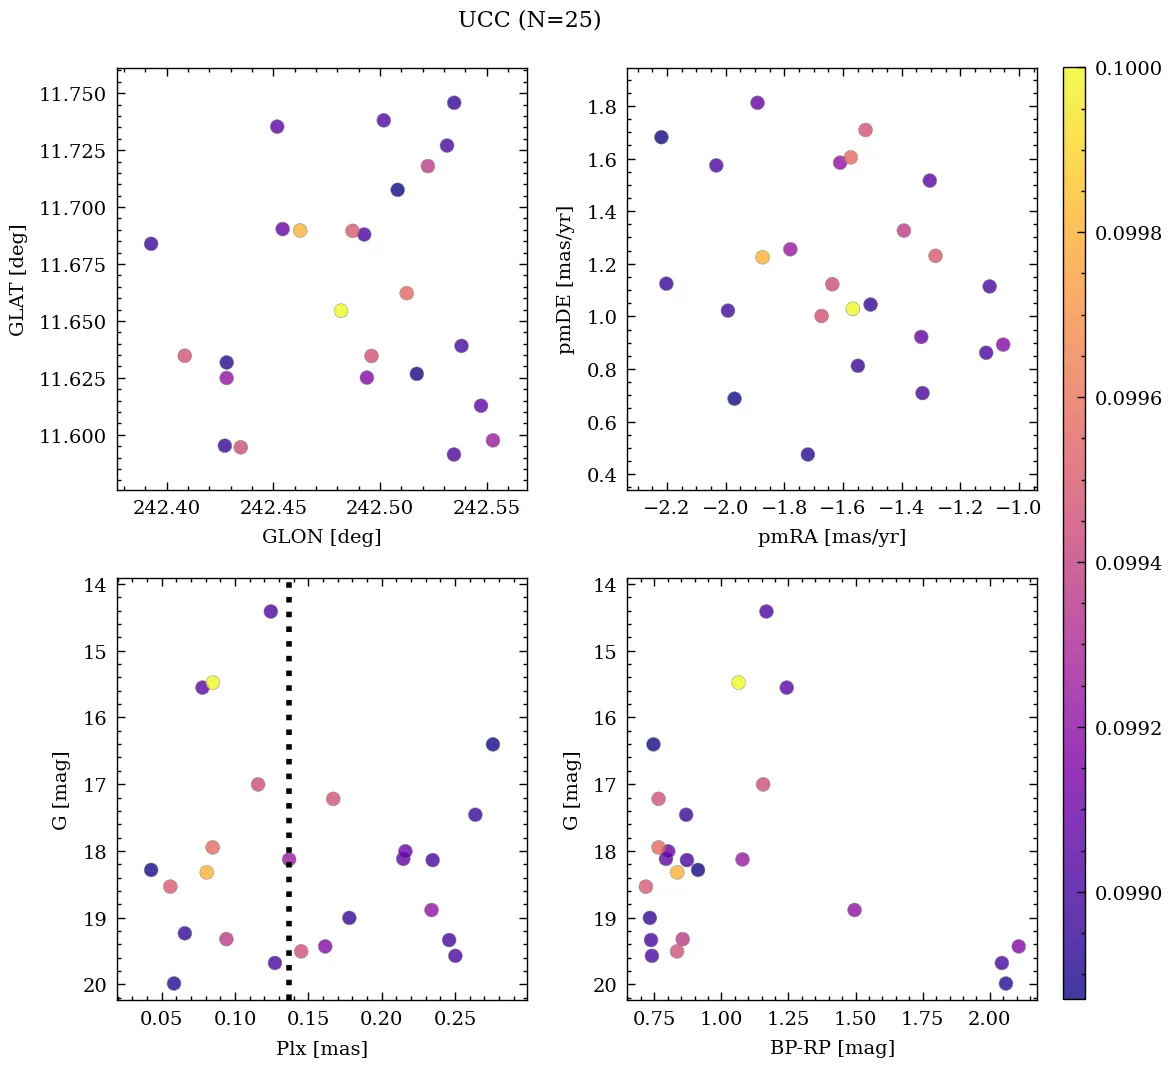 UCC (N=25)
11.750
11.725
11.700
11.675
11.650
11.625
11.600
GLAT [deg]
242.40 242.45 242.50 242.55
GLON [deg]
1.8
1.6
1.4
1.2
1.0
0.8
0.6
0.4
pmDE [mas/yr]
−2.2 −2.0 −1.8 −1.6 −1.4 −1.2 −1.0
pmRA [mas/yr]
14
15
16
17
18
19
20
G [mag]
0.05 0.10 0.15 0.20 0.25
Plx [mas]
14
15
16
17
18
19
20
G [mag]
0.75 1.00 1.25 1.50 1.75 2.00
BP-RP [mag]
0.1000
0.0998
0.0996
0.0994
0.0992
0.0990